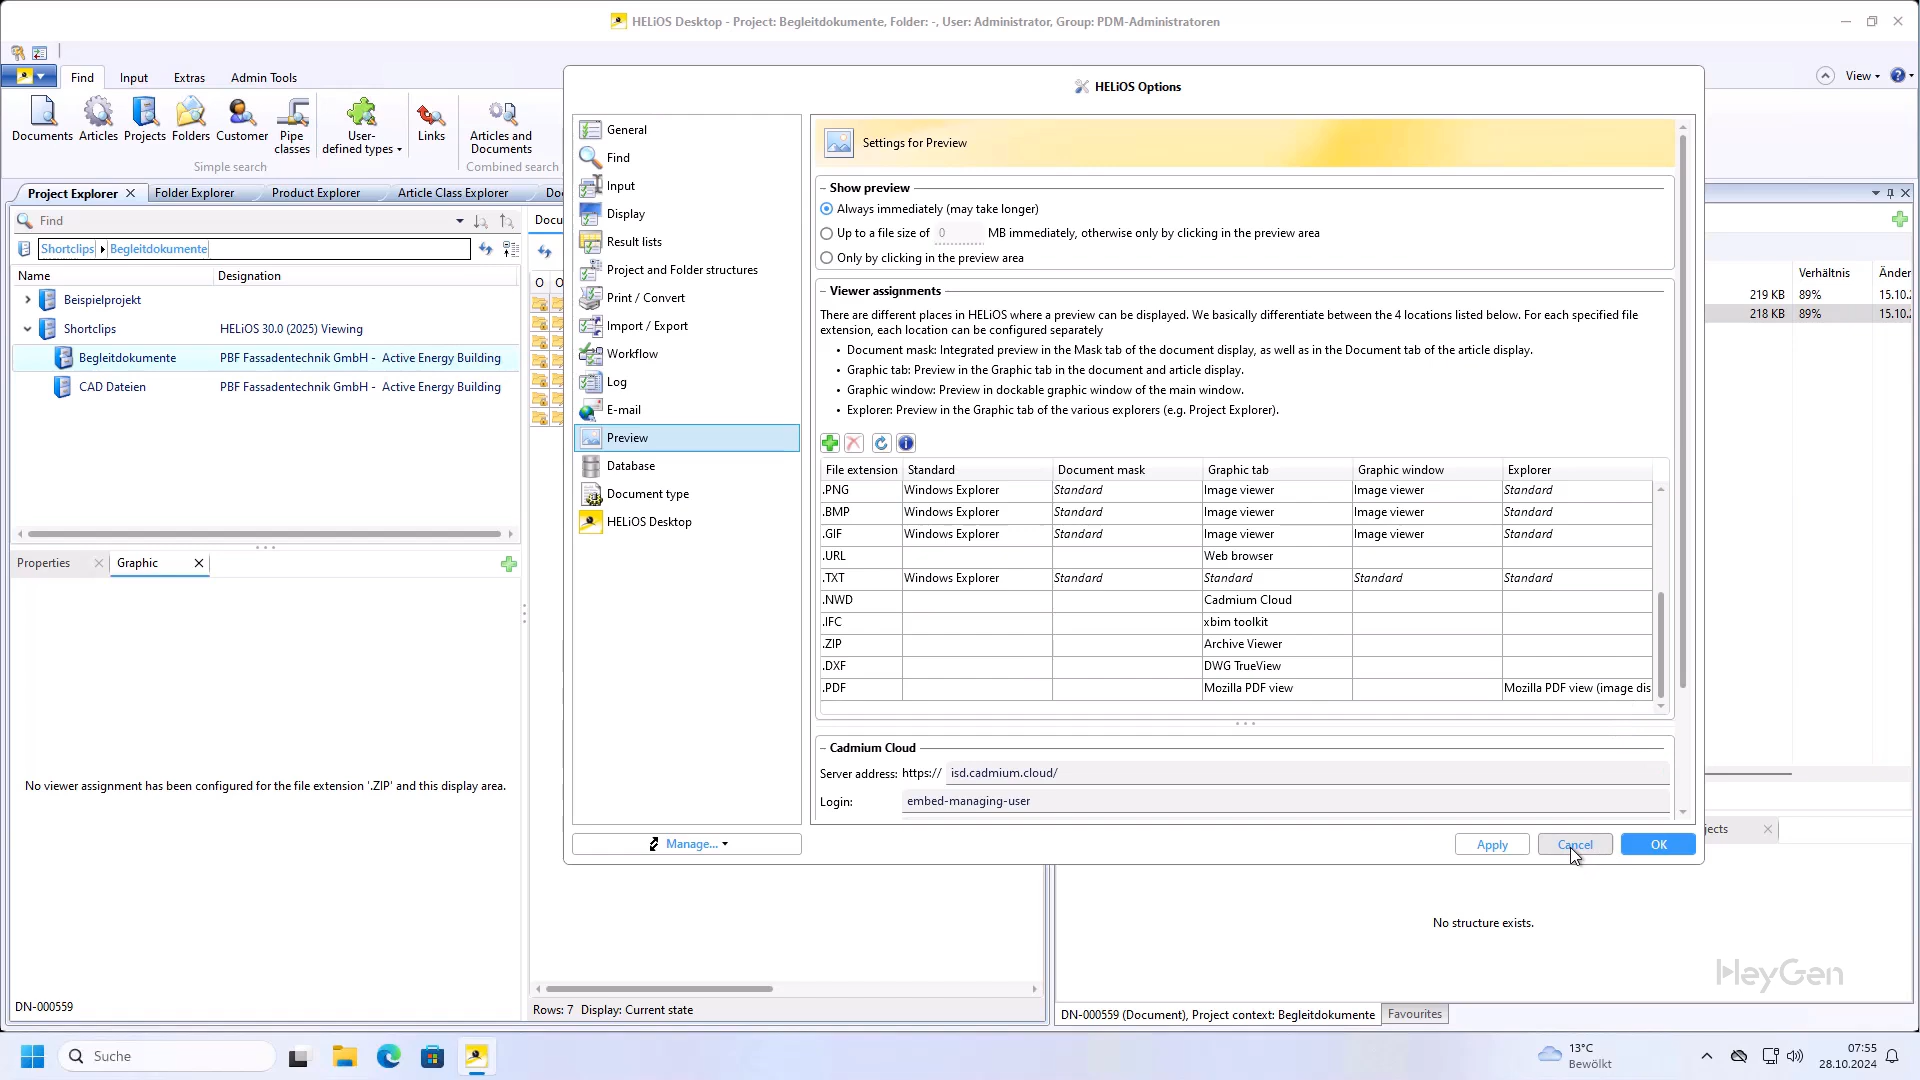 HELiOS Desktop - Project: Begleitdokumente, Folder: -, User: Administrator, Group: PDM-Administratoren
Find
Input
Extras
Admin Tools
View
Documents
Articles
Projects
Folders
Customer
Pipe
classes
User-
defined types
Links
Articles and
Documents
Simple search
Combined search
Project Explorer
Folder Explorer
Product Explorer
Article Class Explorer
Find
Shortclips
Begleitdokumente
Name
Designation
Beispielprojekt
Shortclips
HELiOS 30.0 (2025) Viewing
Begleitdokumente
PBF Fassadentechnik GmbH - Active Energy Building
CAD Dateien
PBF Fassadentechnik GmbH - Active Energy Building
Properties
Graphic
No viewer assignment has been configured for the file extension '.ZIP' and this display area.
DN-000559
HELiOS Options
General
Find
Input
Display
Result lists
Project and Folder structures
Print / Convert
Import / Export
Workflow
Log
E-mail
Preview
Database
Document type
HELiOS Desktop
Manage...
Settings for Preview
Show preview
Always immediately (may take longer)
Up to a file size of 0 MB immediately, otherwise only by clicking in the preview area
Only by clicking in the preview area
Viewer assignments
There are different places in HELiOS where a preview can be displayed. We basically differentiate between the 4 locations listed below. For each specified file
extension, each location can be configured separately
• Document mask: Integrated preview in the Mask tab of the document display, as well as in the Document tab of the article display.
• Graphic tab: Preview in the Graphic tab in the document and article display.
• Graphic window: Preview in dockable graphic window of the main window.
• Explorer: Preview in the Graphic tab of the various explorers (e.g. Project Explorer).
File extension Standard Document mask Graphic tab Graphic window Explorer
.PNG Windows Explorer Standard Image viewer Image viewer Standard
.BMP Windows Explorer Standard Image viewer Image viewer Standard
.GIF Windows Explorer Standard Image viewer Image viewer Standard
.URL Web browser
.TXT Windows Explorer Standard Standard Standard Standard
.NWD Cadmium Cloud
.IFC xbim toolkit
.ZIP Archive Viewer
.DXF DWG TrueView
.PDF Mozilla PDF view Mozilla PDF view (image dis
Cadmium Cloud
Server address: https:// isd.cadmium.cloud/
Login: embed-managing-user
Apply
Cancel
OK
Verhältnis
219 KB 89% 15.10.
218 KB 89% 15.10.
No structure exists.
HeyGen
Rows: 7 Display: Current state
DN-000559 (Document), Project context: Begleitdokumente
Favourites
Suche
13°C
Bewölkt
07:55
28.10.2024